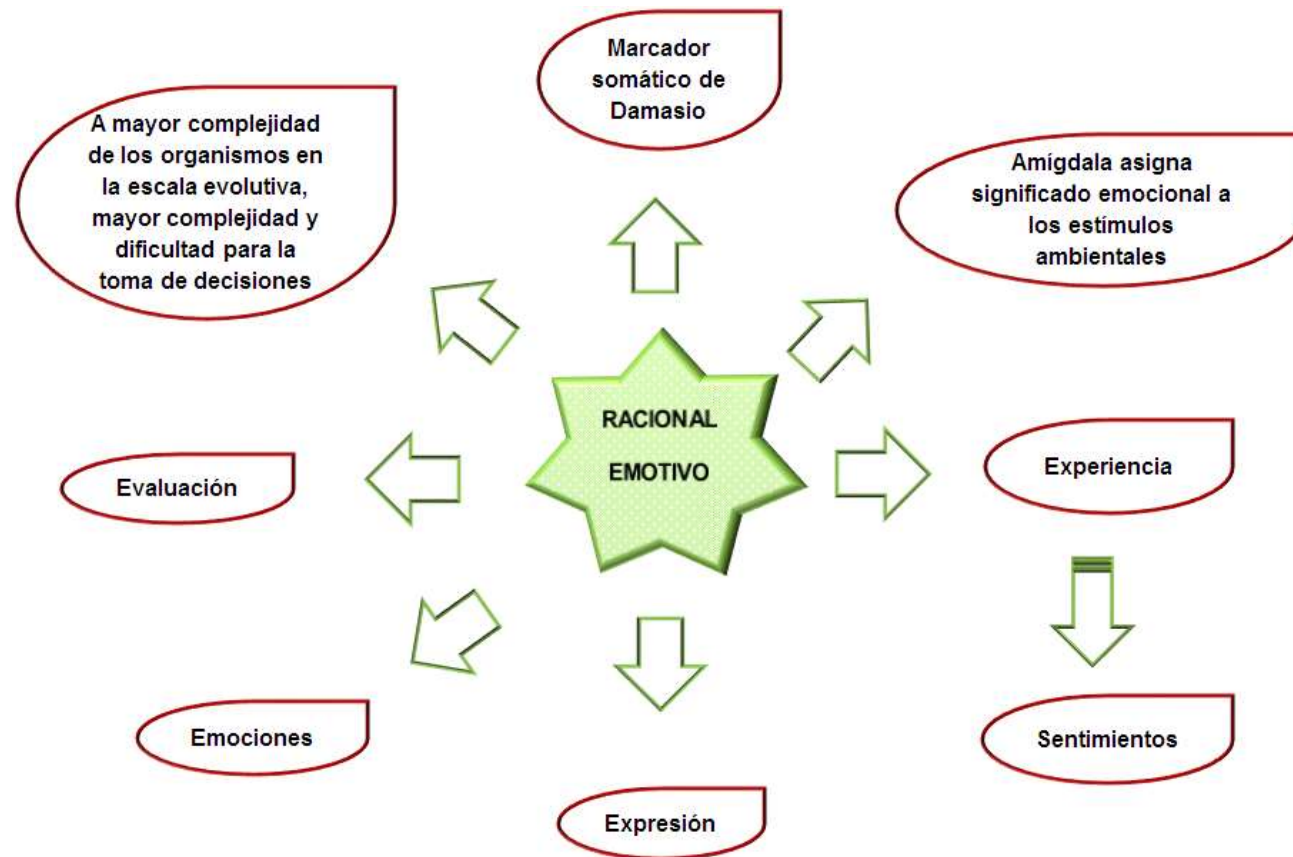 Marcador
somático de
Damasio
A mayor complejidad
de los organismos en
la escala evolutiva,
mayor complejidad y
dificultad para la
toma de decisiones
Amígdala asigna
significado emocional a
los estímulos
ambientales
RACIONAL
EMOTIVO
Evaluación
Experiencia
Emociones
Sentimientos
Expresión